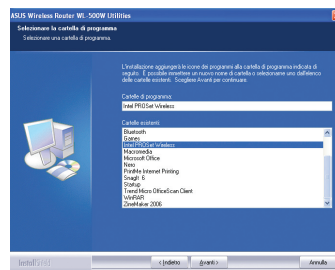 ASUS Wireless Router WL-500W Utilities
Selezionare la cartella di programma
Selezionare una cartella di programma.
L'installazione aggiungerà le icone dei programmi alla cartella di programma indicata di
seguito. È possibile immettere un nuovo nome di cartella o selezionarne uno dall'elenco
delle cartelle esistenti. Scegliere Avanti per continuare.
Cartelle di programma:
Intel PROSet Wireless
Cartelle esistenti:
Bluetooth
Games
Intel PROSet Wireless
Macromedia
Microsoft Office
Nero
PrintMe Internet Printing
SnagIt 6
Startup
Trend Micro OfficeScan Client
WinRAR
ZineMaker 2006
InstallShield
< Indietro
Avanti >
Annulla